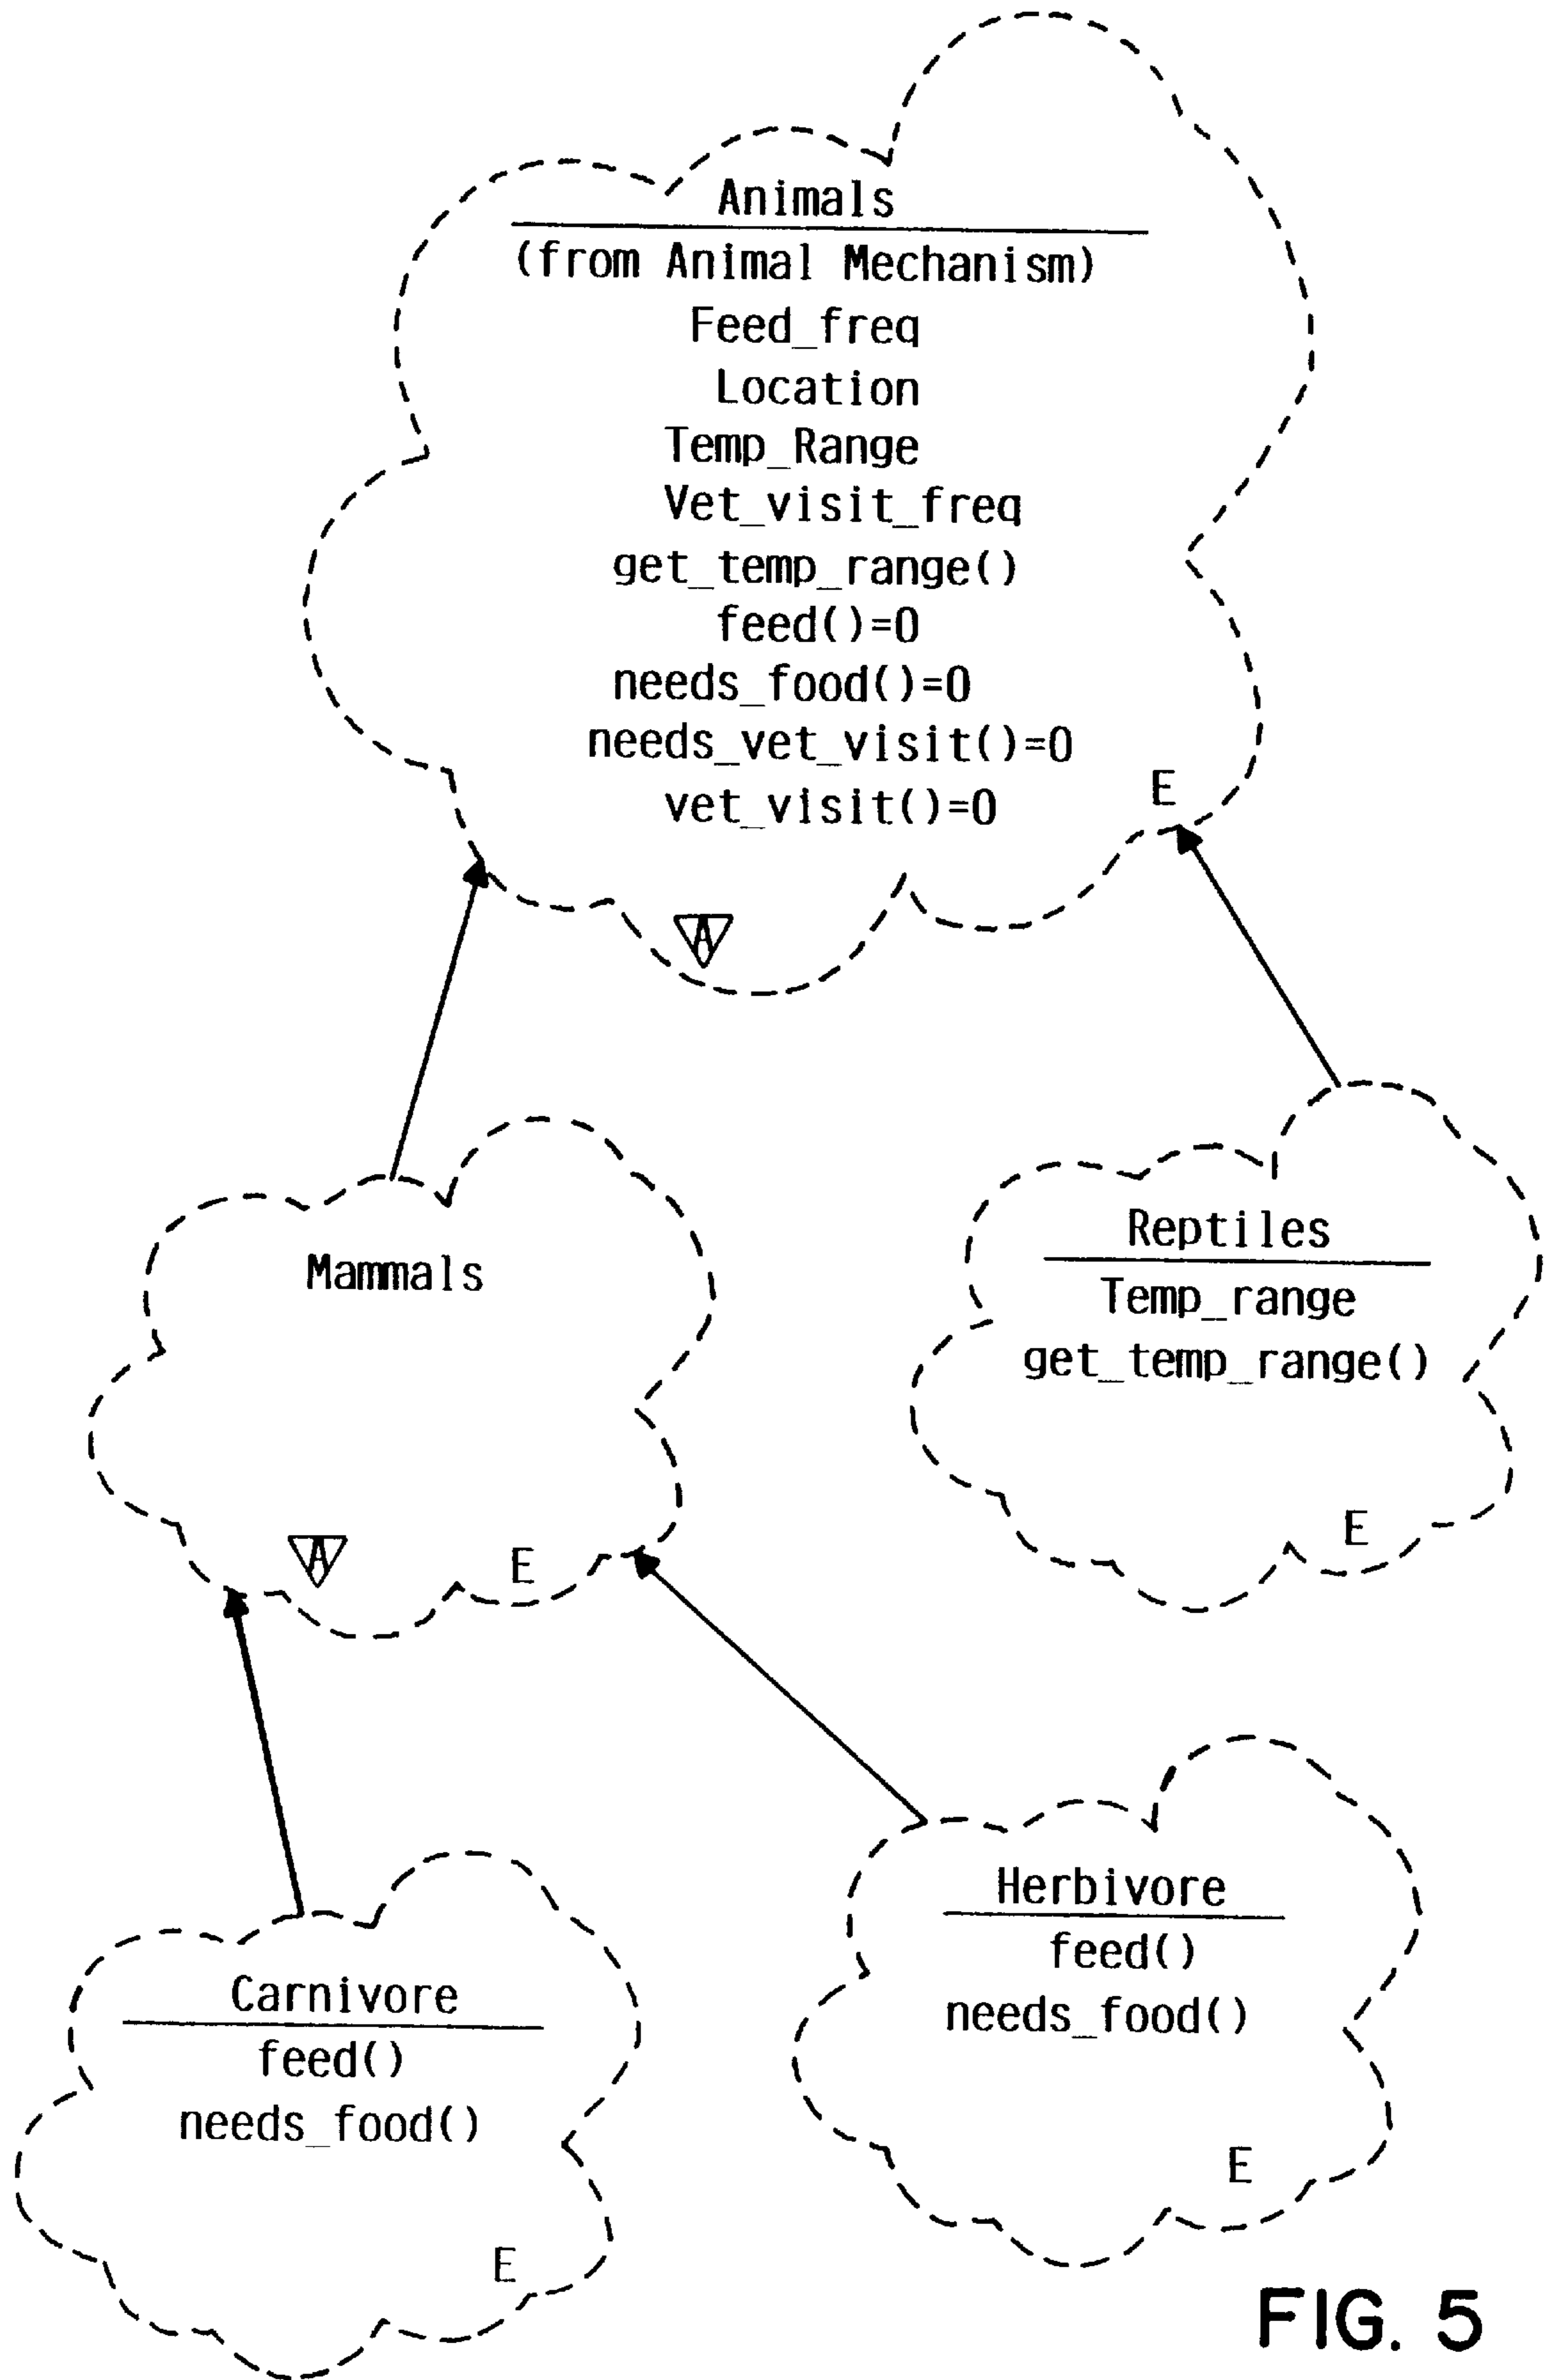 Animals
(from Animal Mechanism)
Feed_freq
Location
Temp_Range
Vet_visit_freq
get_temp_range()
feed()=0
needs_food()=0
needs_vet_visit()=0
vet_visit()=0
E
A
Mammals
A
E
Reptiles
Temp_range
get_temp_range()
E
Carnivore
feed()
needs_food()
E
Herbivore
feed()
needs_food()
E
FIG. 5